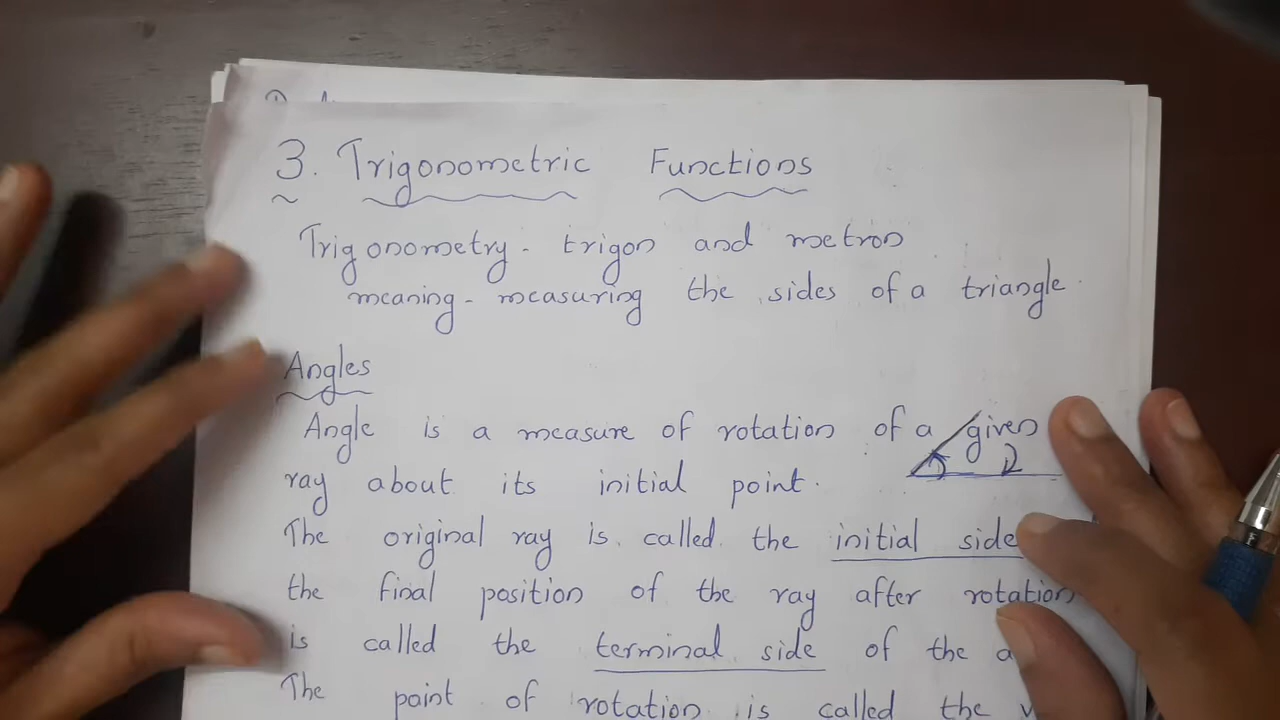 3. Trigonometric Functions
Trigonometry - trigon and metron
meaning - measuring the sides of a triangle.
Angles
Angle is a measure of rotation of a given
ray about its initial point.
The original ray is called the initial side
the final position of the ray after rotation
is called the terminal side of the
The point of rotation is called the